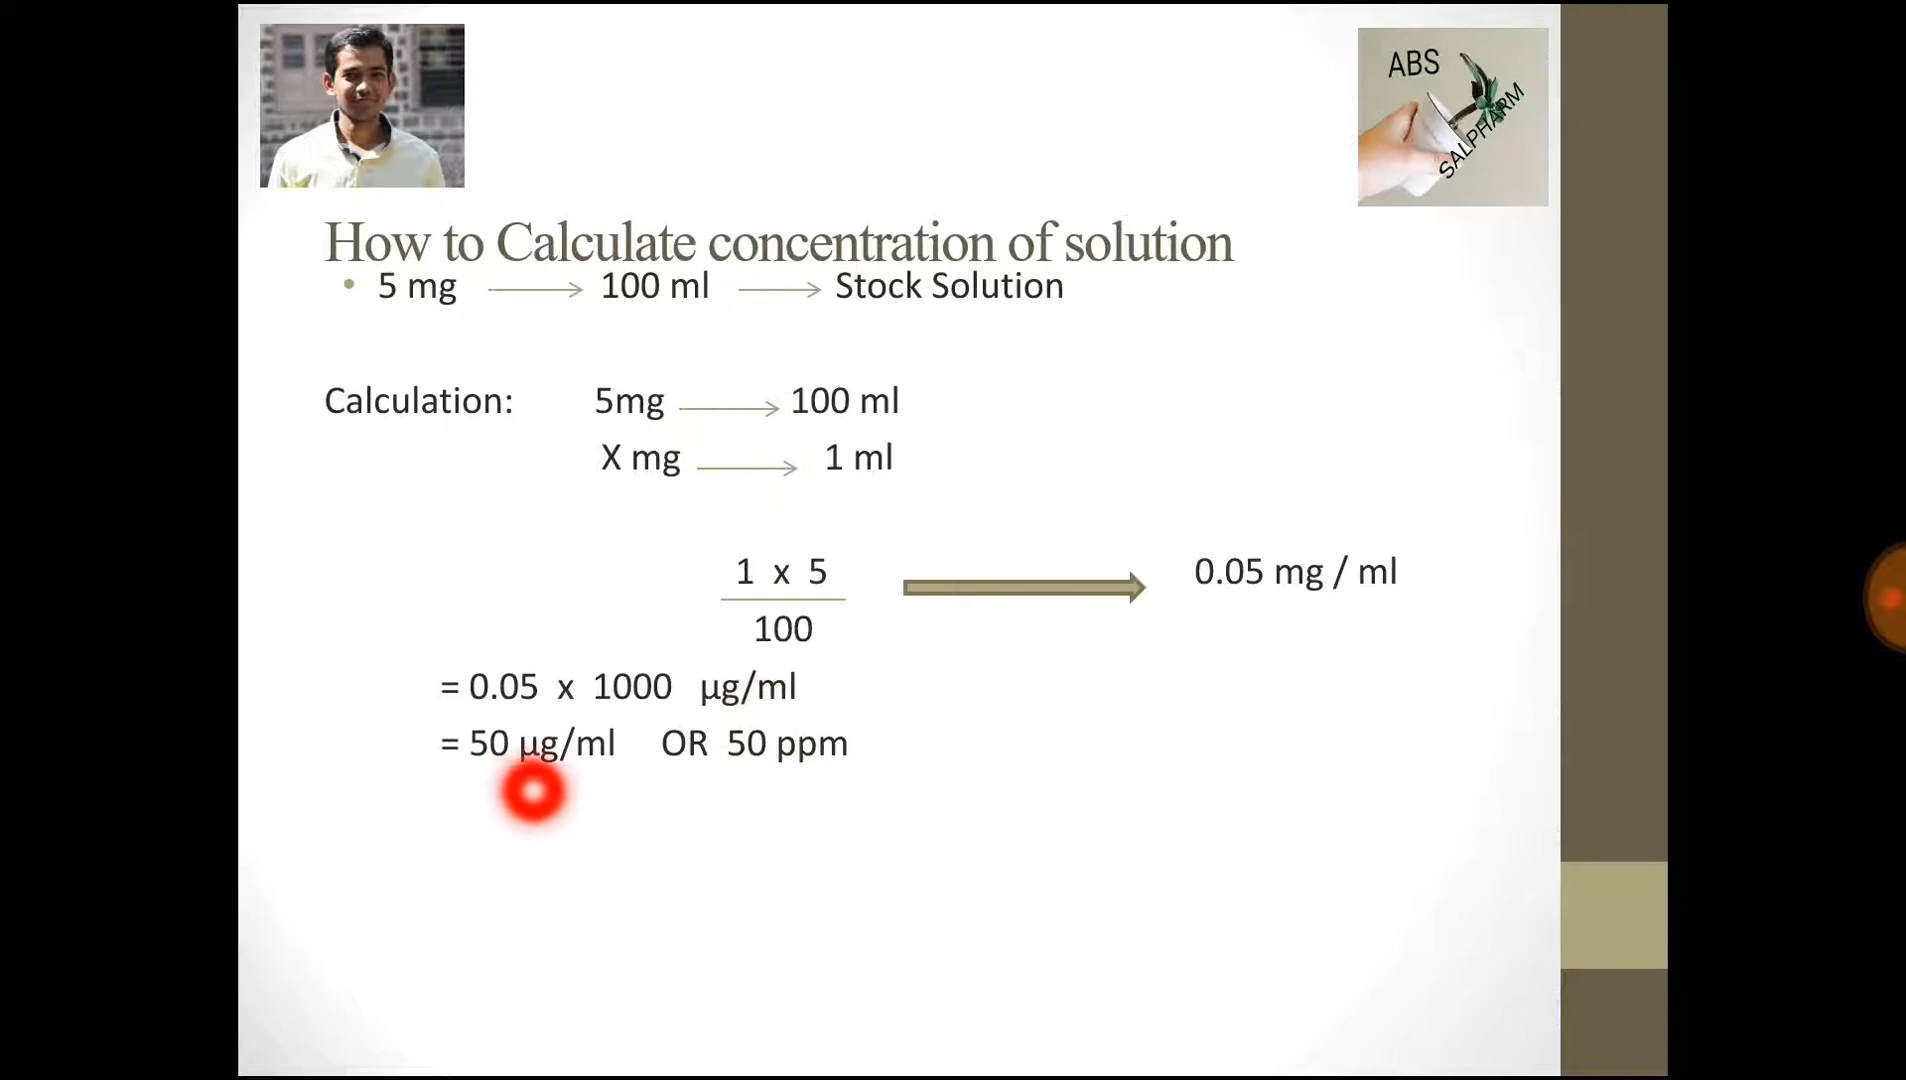 ABS
SALPHARM
How to Calculate concentration of solution
• 5 mg → 100 ml → Stock Solution
Calculation: 5mg → 100 ml
X mg → 1 ml
1 x 5 → 0.05 mg / ml
100
= 0.05 x 1000 µg/ml
= 50 µg/ml OR 50 ppm